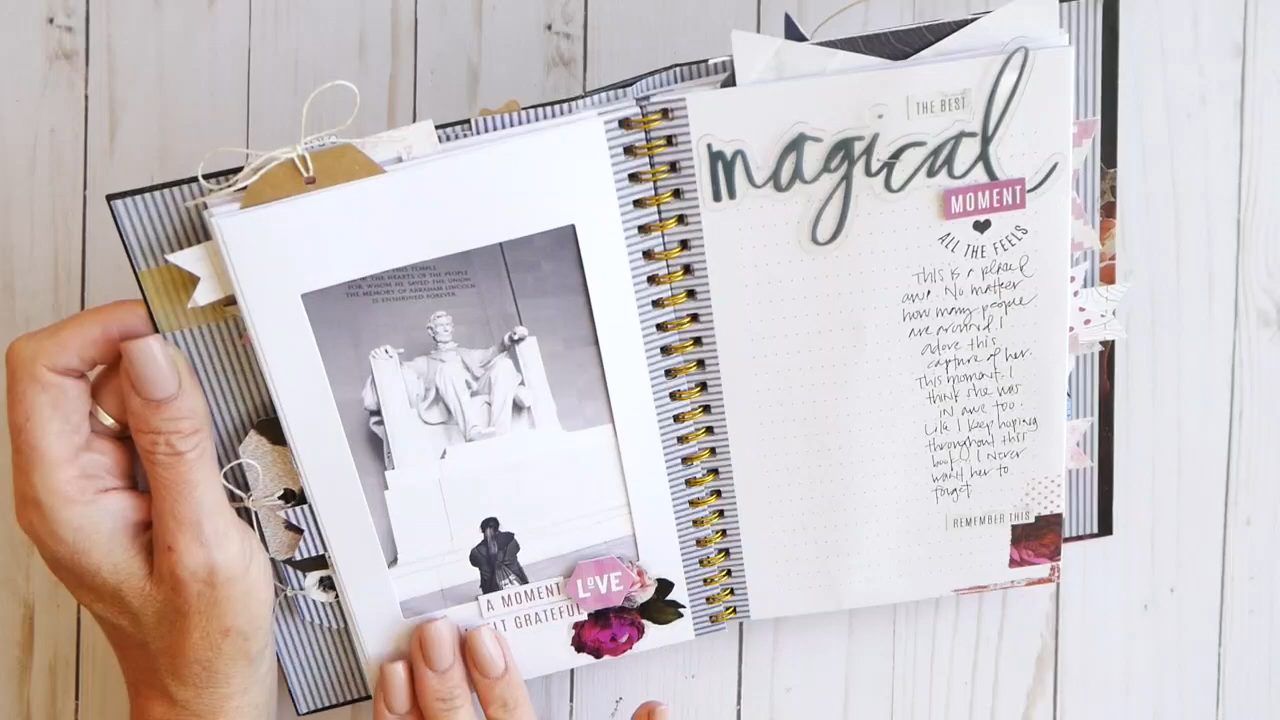 IN THIS TEMPLE
IN THE HEARTS OF THE PEOPLE
FOR WHOM HE SAVED THE UNION
THE MEMORY OF ABRAHAM LINCOLN
IS ENSHRINED FOREVER
A MOMENT
LOVE
GRATEFUL
THE BEST
magical
MOMENT
ALL THE FEELS
This is a
No matter
how many people
are around I
adore this
capture of her.
This moment. I
think she was
in awe too.
Like I keep hoping
throughout this
book, I never
want her to
forget
REMEMBER THIS